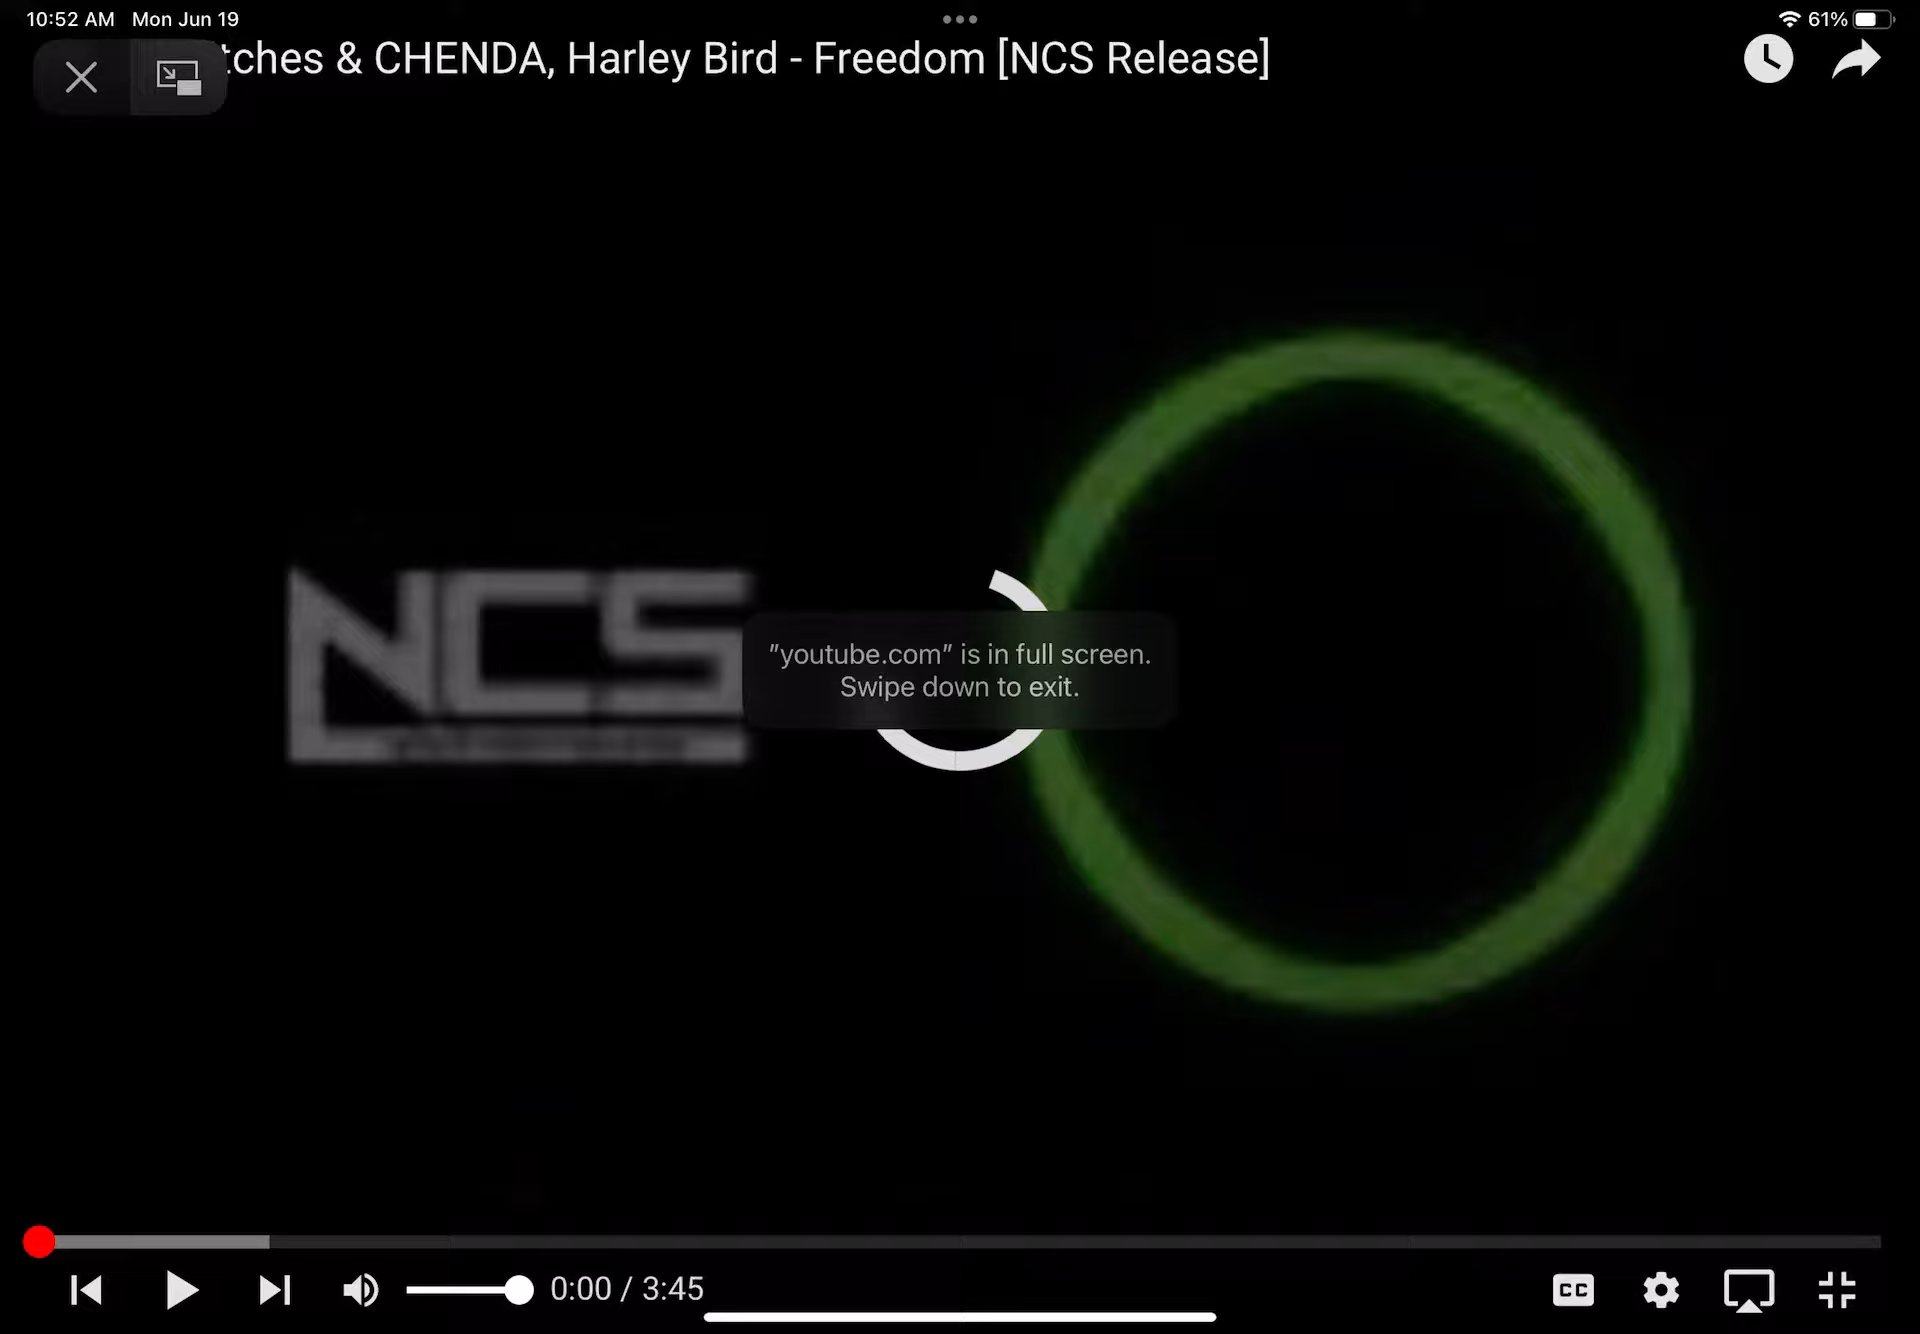 10:52 AM Mon Jun 19
61%
tches & CHENDA, Harley Bird - Freedom [NCS Release]
NCS
"youtube.com" is in full screen.
Swipe down to exit.
0:00 / 3:45
CC